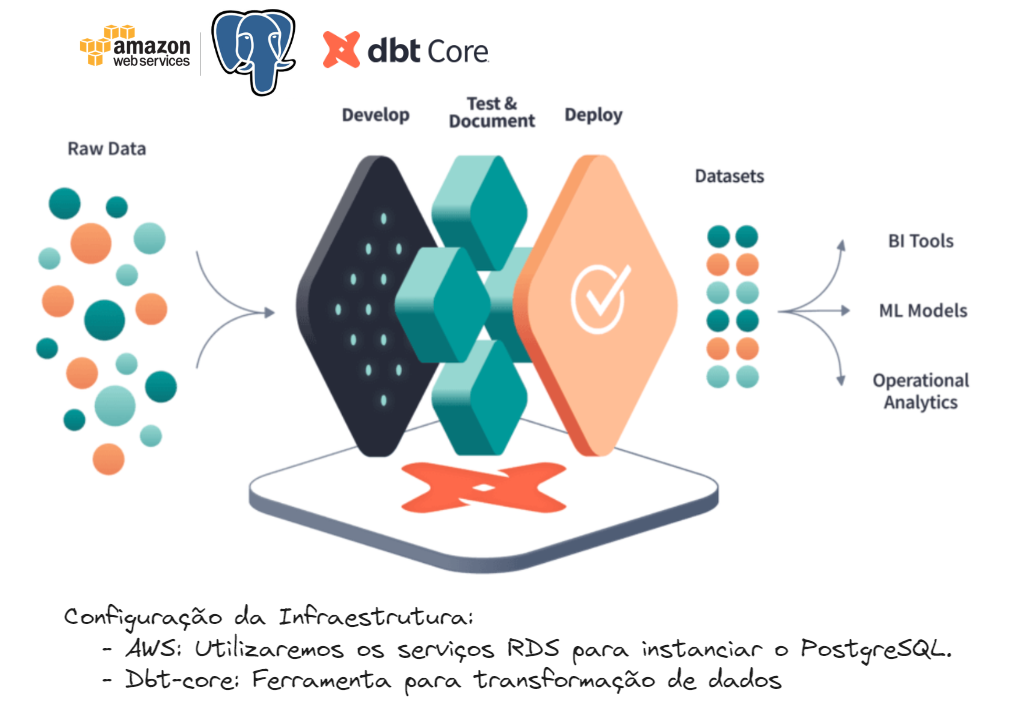 amazon
web services
dbt Core
Develop
Test &
Document
Deploy
Raw Data
Datasets
BI Tools
ML Models
Operational
Analytics
Configuração da Infraestrutura:
- AWS: Utilizaremos os serviços RDS para instanciar o PostgreSQL.
- Dbt-core: Ferramenta para transformação de dados